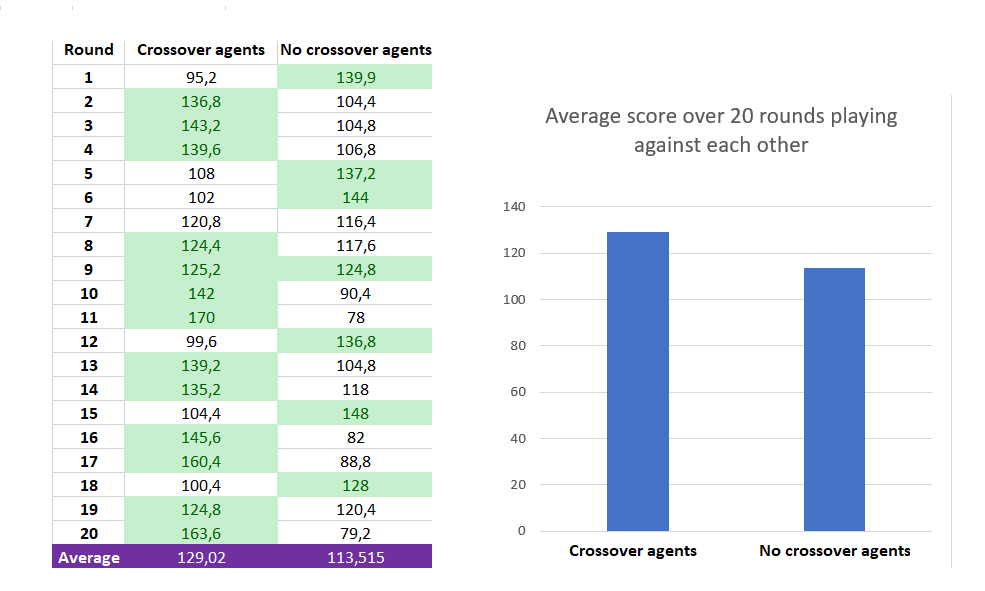 Round Crossover agents No crossover agents
1 95,2 139,9
2 136,8 104,4
3 143,2 104,8
4 139,6 106,8
5 108 137,2
6 102 144
7 120,8 116,4
8 124,4 117,6
9 125,2 124,8
10 142 90,4
11 170 78
12 99,6 136,8
13 139,2 104,8
14 135,2 118
15 104,4 148
16 145,6 82
17 160,4 88,8
18 100,4 128
19 124,8 120,4
20 163,6 79,2
Average 129,02 113,515
Average score over 20 rounds playing
against each other
140
120
100
80
60
40
20
0
Crossover agents No crossover agents